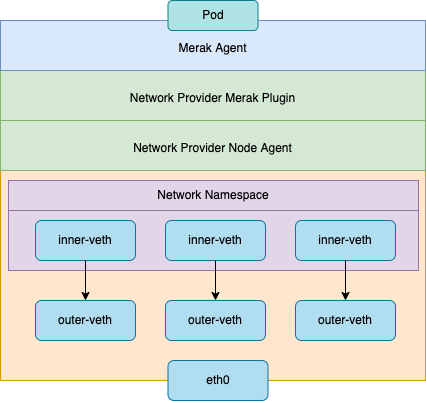 Pod
Merak Agent
Network Provider Merak Plugin
Network Provider Node Agent
Network Namespace
inner-veth
inner-veth
inner-veth
outer-veth
outer-veth
outer-veth
eth0